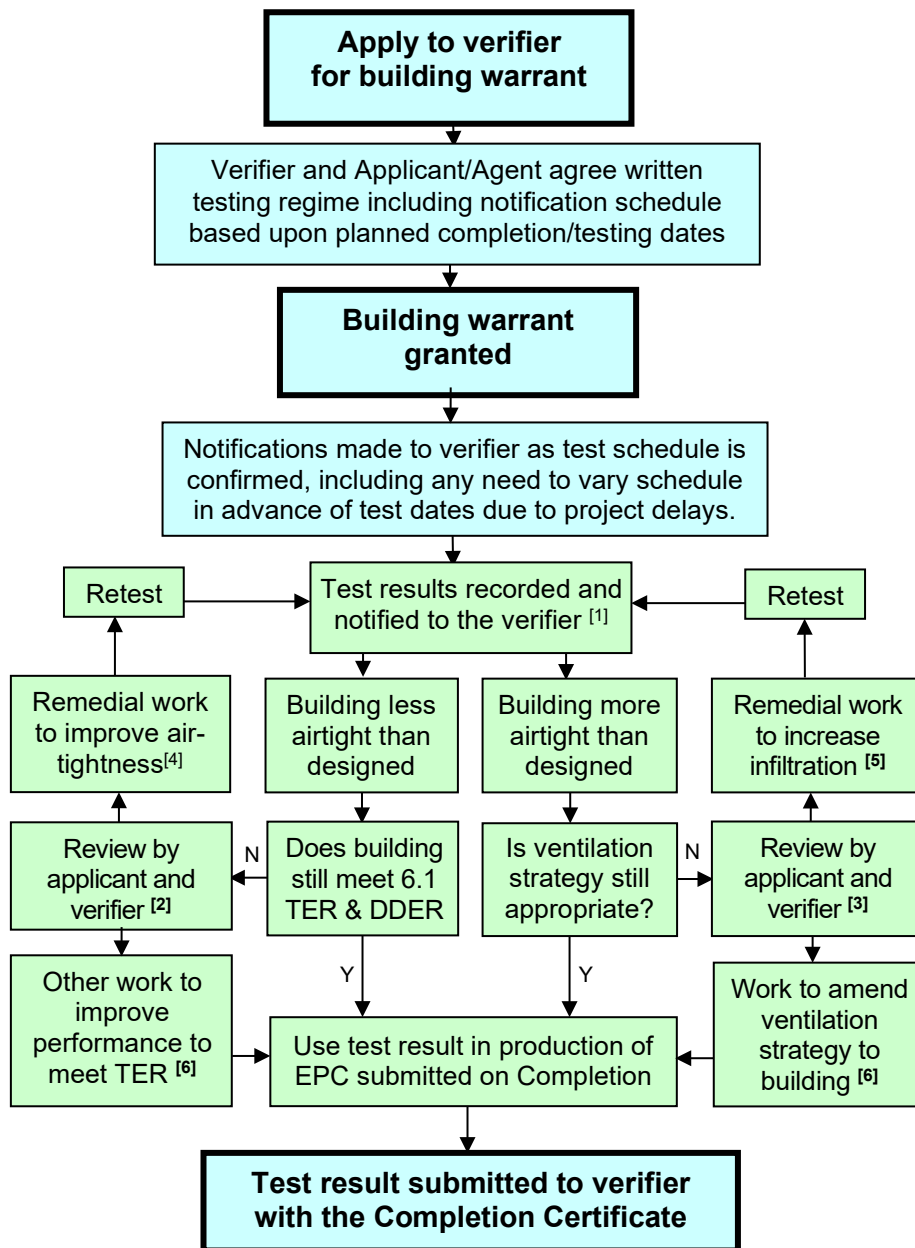 Apply to verifier
for building warrant
Verifier and Applicant/Agent agree written
testing regime including notification schedule
based upon planned completion/testing dates
Building warrant
granted
Notifications made to verifier as test schedule is
confirmed, including any need to vary schedule
in advance of test dates due to project delays.
Retest
Test results recorded and
notified to the verifier [1]
Retest
Remedial work
to improve air-
tightness[4]
Building less
airtight than
designed
Building more
airtight than
designed
Remedial work
to increase
infiltration [5]
Review by
applicant and
verifier [2]
N
Does building
still meet 6.1
TER & DDER
Is ventilation
strategy still
appropriate?
N
Review by
applicant and
verifier [3]
Y
Y
Other work to
improve
performance to
meet TER [6]
Use test result in production of
EPC submitted on Completion
Work to amend
ventilation
strategy to
building [6]
Test result submitted to verifier
with the Completion Certificate